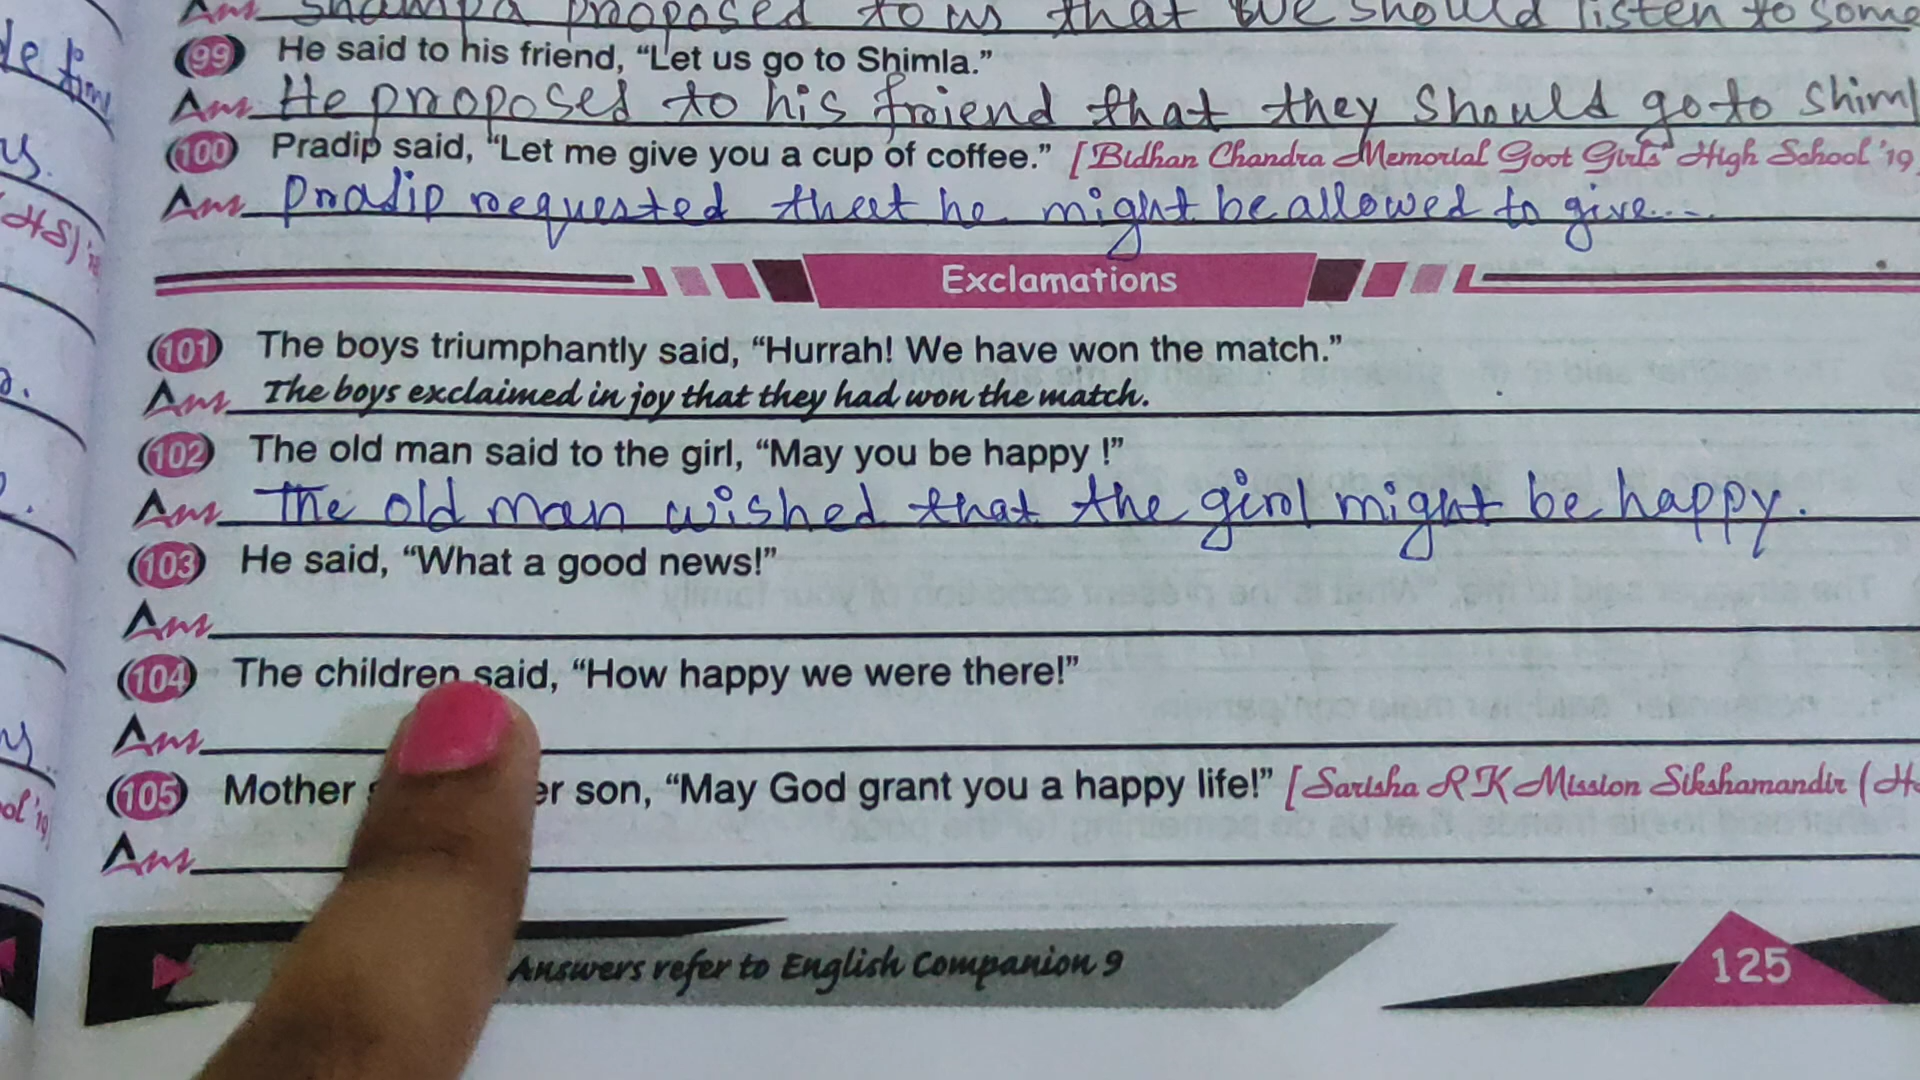 Ans Shampa proposed to us that we should listen to some
99 He said to his friend, “Let us go to Shimla.”
Ans He proposed to his friend that they should go to Shiml
100 Pradip said, “Let me give you a cup of coffee.” [Bidhan Chandra Memorial Govt Girls' High School '19
Ans Pradip requested that he might be allowed to give...
Exclamations
101 The boys triumphantly said, “Hurrah! We have won the match.”
Ans The boys exclaimed in joy that they had won the match.
102 The old man said to the girl, “May you be happy !”
Ans The old man wished that the girl might be happy.
103 He said, “What a good news!”
Ans
104 The children said, “How happy we were there!”
Ans
105 Mother er son, “May God grant you a happy life!” [Sarisha R K Mission Sikshamandir (H
Ans
Answers refer to English Companion 9
125